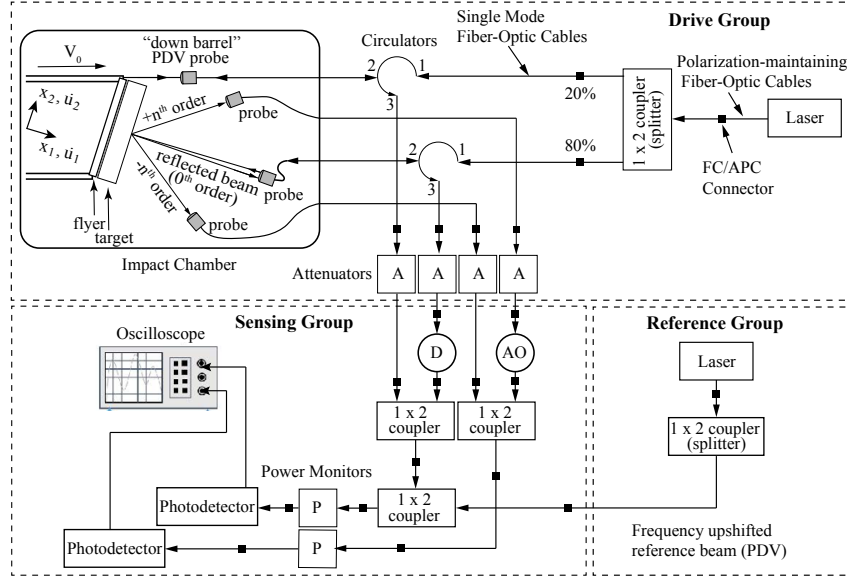 Drive Group
V₀
"down barrel"
PDV probe
Circulators
Single Mode
Fiber-Optic Cables
Polarization-maintaining
Fiber-Optic Cables
2
1
3
20%
1 x 2 coupler
(splitter)
Laser
FC/APC
Connector
x₂, u̇₂
x₁, u̇₁
+nᵗʰ order
probe
reflected beam
(0ᵗʰ order)
probe
-nᵗʰ order
probe
2
1
3
80%
flyer
target
Impact Chamber
Attenuators
A
A
A
A
Sensing Group
Oscilloscope
D
AO
1 x 2
coupler
1 x 2
coupler
Power Monitors
1 x 2
coupler
P
Photodetector
P
Photodetector
Reference Group
Laser
1 x 2 coupler
(splitter)
Frequency upshifted
reference beam (PDV)